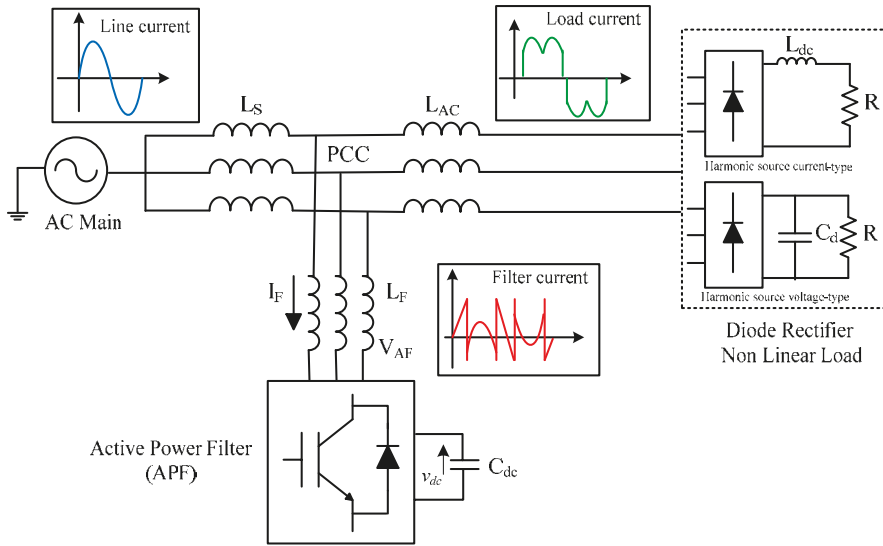 Line current
Load current
L_dc
R
L_S
L_AC
PCC
Harmonic source current-type
AC Main
C_d
R
Harmonic source voltage-type
I_F
L_F
Filter current
V_AF
Diode Rectifier
Non Linear Load
Active Power Filter
(APF)
v_dc
C_dc